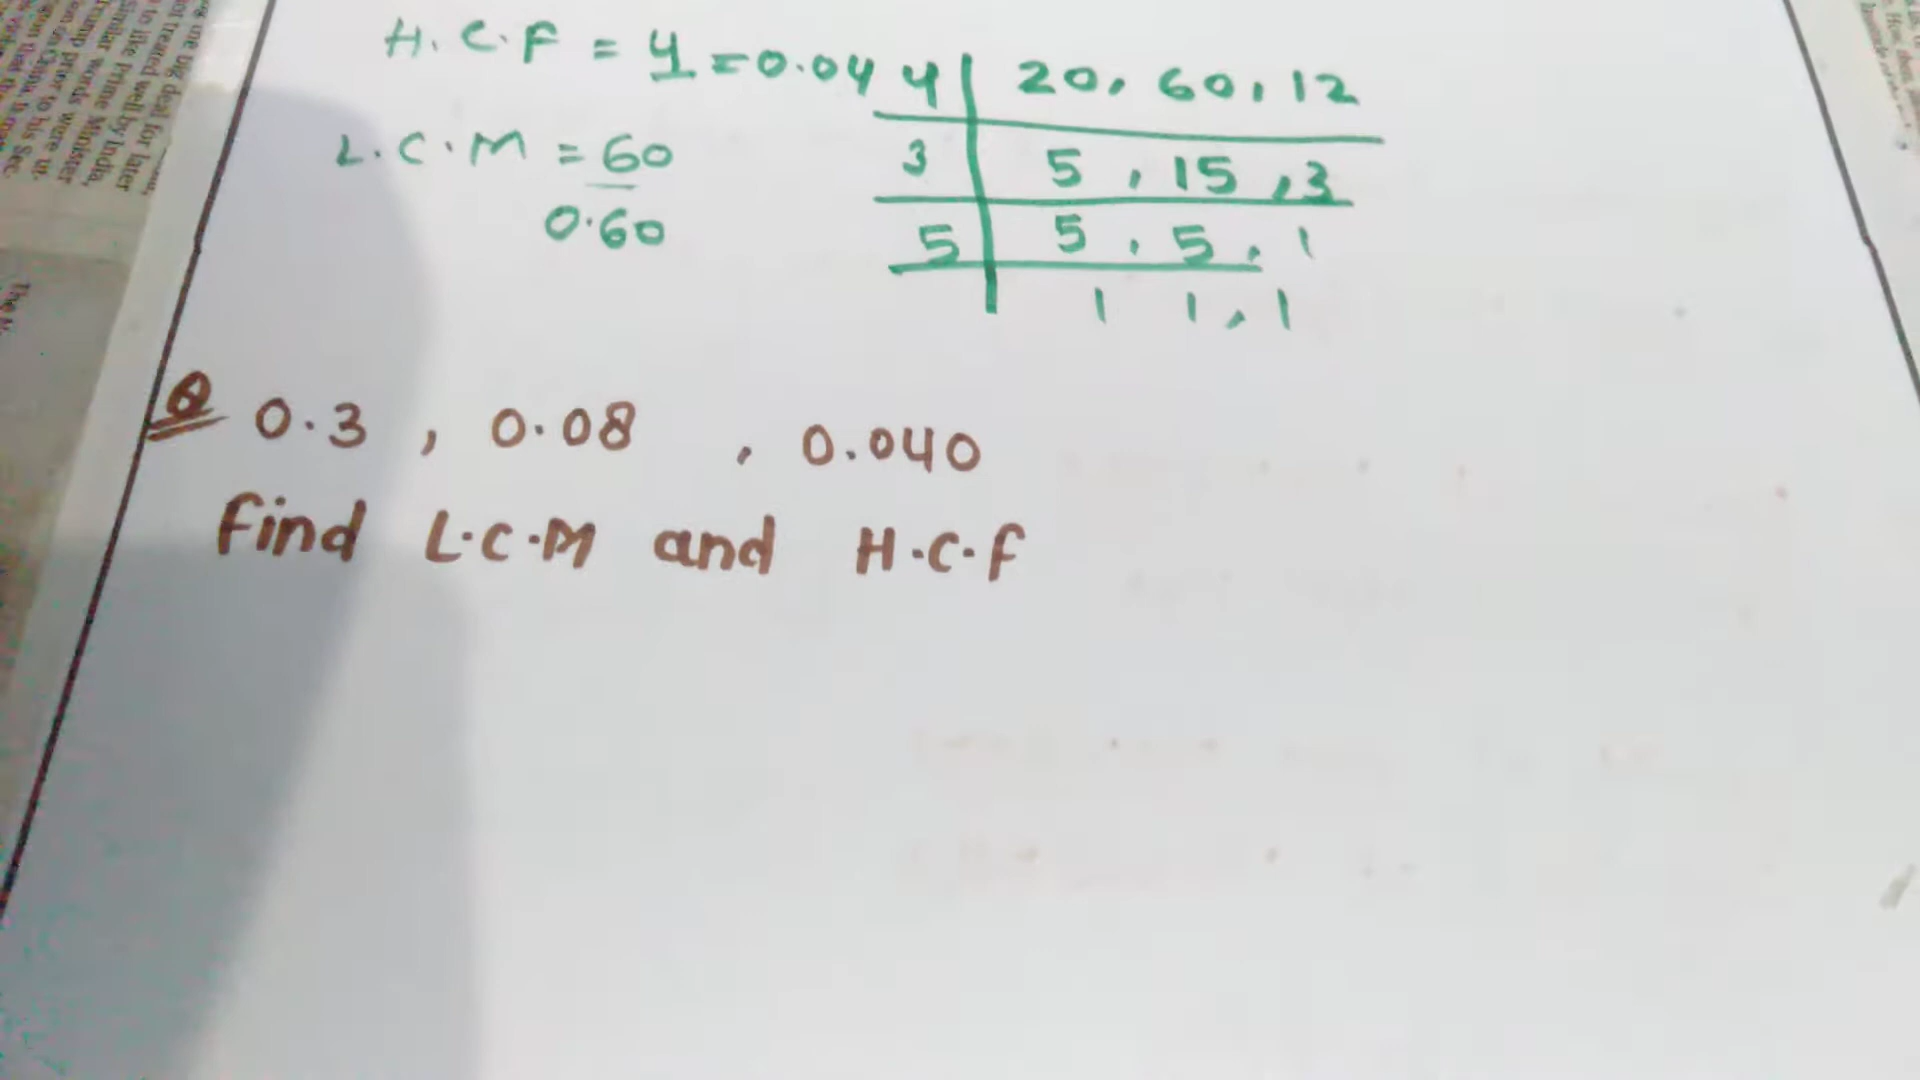 H.C.F = 4 = 0.04
L.C.M = 60
0.60
4 | 20, 60, 12
3 | 5, 15, 3
5 | 5, 5, 1
1 1, 1
Q 0.3, 0.08, 0.040
Find L.C.M and H.C.F